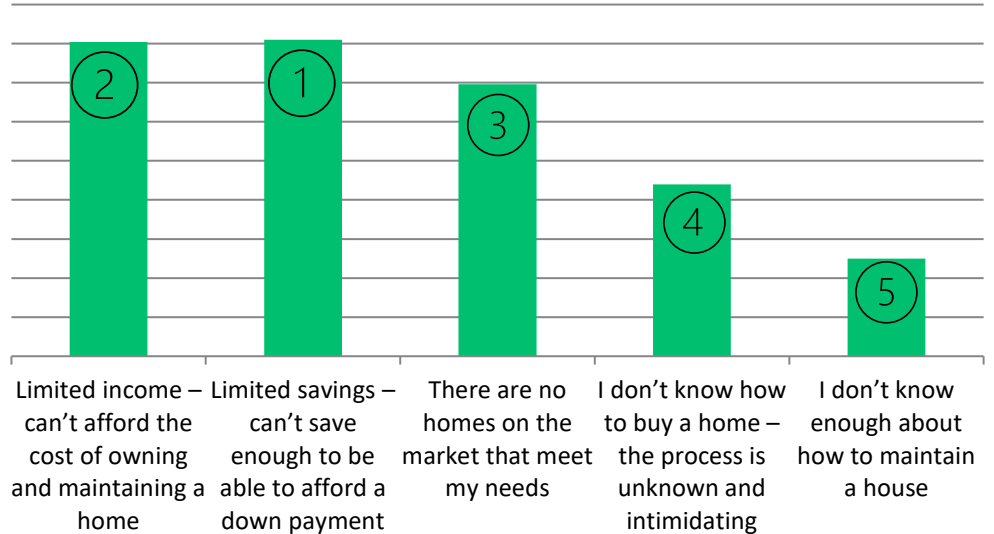 2
1
3
4
5
Limited income –
can’t afford the
cost of owning
and maintaining a
home
Limited savings –
can’t save
enough to be
able to afford a
down payment
There are no
homes on the
market that meet
my needs
I don’t know how
to buy a home –
the process is
unknown and
intimidating
I don’t know
enough about
how to maintain
a house